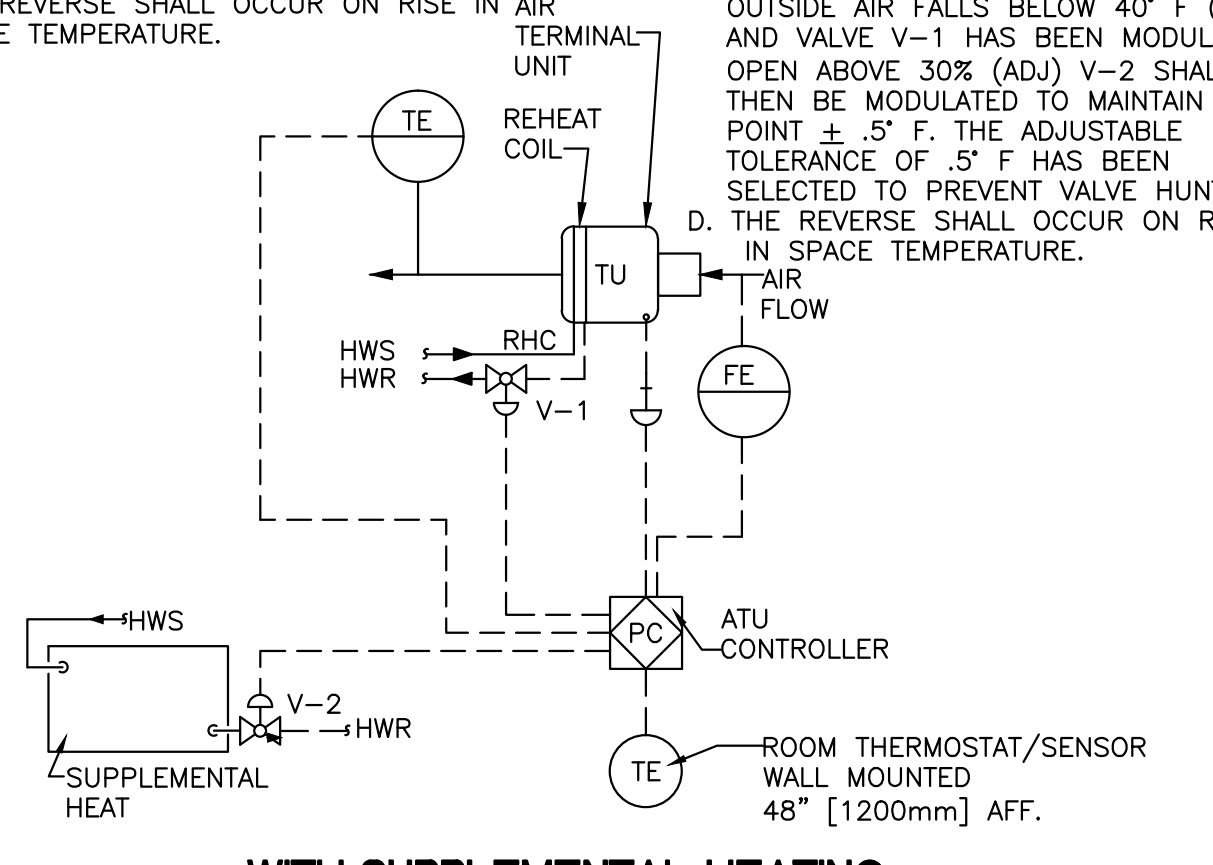 REVERSE SHALL OCCUR ON RISE IN
TEMPERATURE.
AIR
TERMINAL
UNIT
REHEAT
COIL
OUTSIDE AIR FALLS BELOW 40° F
AND VALVE V-1 HAS BEEN
OPEN ABOVE 30% (ADJ) V-2
THEN BE MODULATED TO MAINTAIN
POINT ± .5° F. THE ADJUSTABLE
TOLERANCE OF .5° F HAS BEEN
SELECTED TO PREVENT VALVE
D. THE REVERSE SHALL OCCUR ON
IN SPACE TEMPERATURE.
TE
TU
AIR
FLOW
RHC
HWS
HWR
V-1
FE
PC
ATU
CONTROLLER
HWS
V-2
HWR
SUPPLEMENTAL
HEAT
TE
ROOM THERMOSTAT/SENSOR
WALL MOUNTED
48" [1200mm] AFF.
WITH SUPPLEMENTAL HEATING